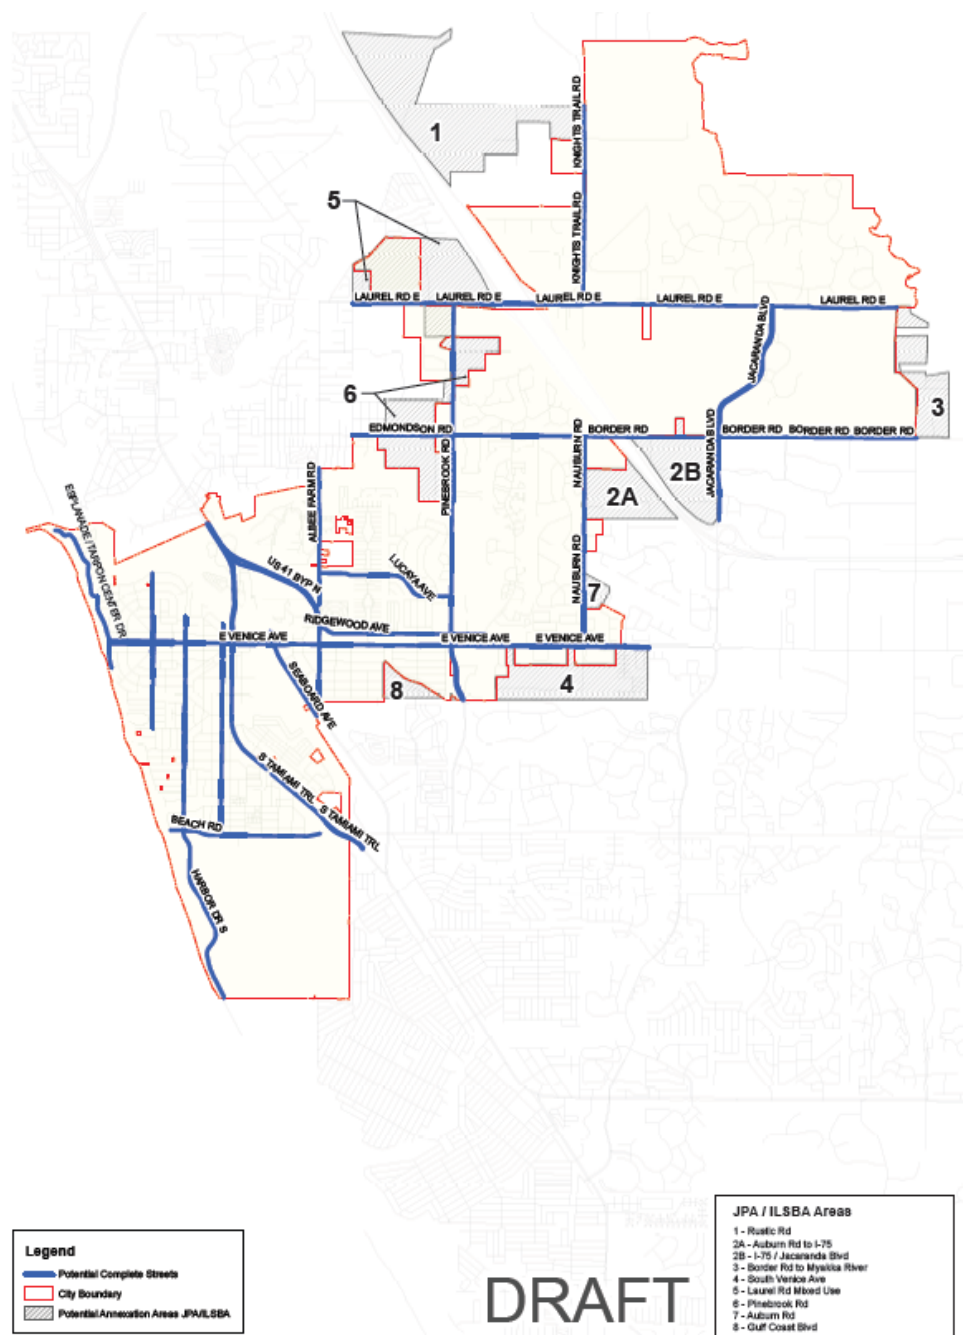 1
KNIGHTS TRAIL RD
KNIGHTS TRAIL RD
5
LAUREL RD E
LAUREL RD E
LAUREL RD E
LAUREL RD E
LAUREL RD E
JACARANDA BLVD
6
3
EDMONDSON RD
BORDER RD
BORDER RD
BORDER RD
BORDER RD
JACARANDA BLVD
PINEBROOK RD
N AUBURN RD
2A
2B
ALBEE FARM RD
ESPLANADE / TARPON CENTER DR
US 41 BYP N
LUCAYA AVE
N AUBURN RD
7
RIDGEWOOD AVE
E VENICE AVE
E VENICE AVE
E VENICE AVE
SEABOARD AVE
8
4
S TAMIAMI TRL
S TAMIAMI TRL
BEACH RD
HARBOR DR S
Legend
Potential Complete Streets
City Boundary
Potential Annexation Areas JPA/ILSBA
DRAFT
JPA / ILSBA Areas
1 - Rustic Rd
2A - Auburn Rd to I-75
2B - I-75 / Jacaranda Blvd
3 - Border Rd to Myakka River
4 - South Venice Ave
5 - Laurel Rd Mixed Use
6 - Pinebrook Rd
7 - Auburn Rd
8 - Gulf Coast Blvd